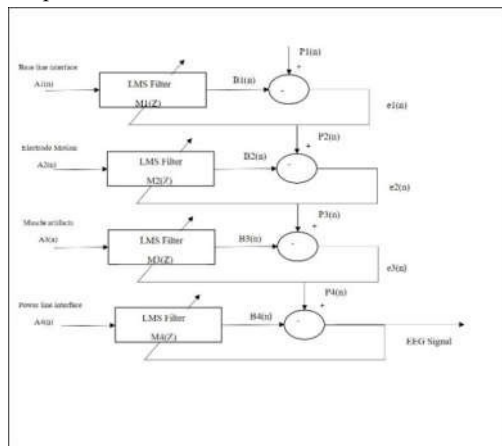 P1(n)
Base line interface
LMS Filter
B1(n)
+
A1(n)
-
M1(Z)
e1(n)
P2(n)
+
Electrode Motion
LMS Filter
B2(n)
A2(n)
-
M2(Z)
e2(n)
P3(n)
+
Muscle artifacts
LMS Filter
B3(n)
A3(n)
-
M3(Z)
e3(n)
P4(n)
+
Power line interface
LMS Filter
B4(n)
A4(n)
-
M4(Z)
EEG Signal